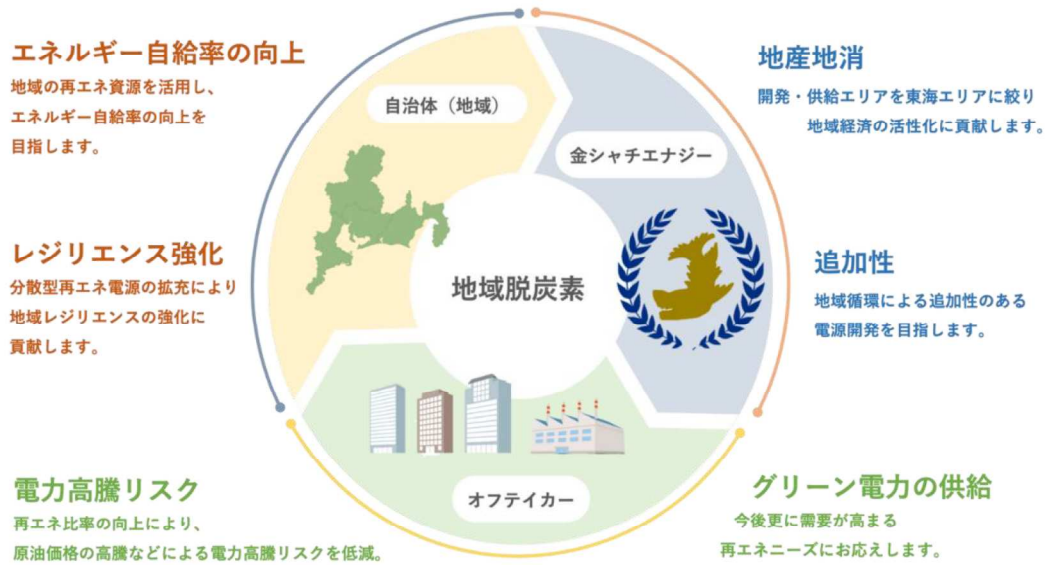 エネルギー自給率の向上
地域の再エネ資源を活用し、
エネルギー自給率の向上を
目指します。
レジリエンス強化
分散型再エネ電源の拡充により
地域レジリエンスの強化に
貢献します。
電力高騰リスク
再エネ比率の向上により、
原油価格の高騰などによる電力高騰リスクを低減。
自治体（地域）
金シャチエナジー
地域脱炭素
オフテイカー
地産地消
開発・供給エリアを東海エリアに絞り
地域経済の活性化に貢献します。
追加性
地域循環による追加性のある
電源開発を目指します。
グリーン電力の供給
今後更に需要が高まる
再エネニーズにお応えします。